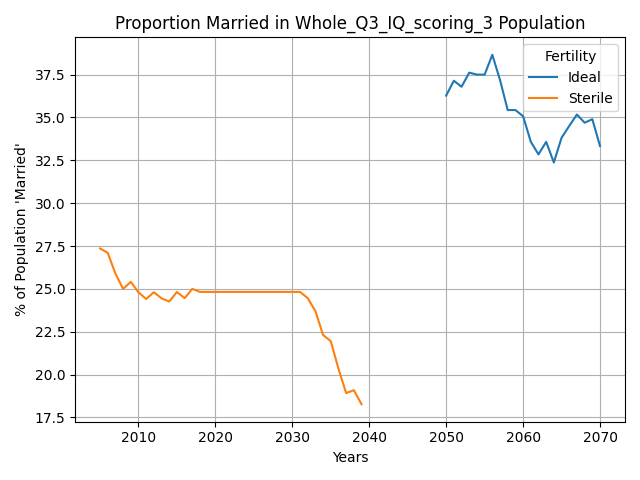 Proportion Married in Whole_Q3_IQ_scoring_3 Population
Fertility
Ideal
Sterile
% of Population 'Married'
37.5
35.0
32.5
30.0
27.5
25.0
22.5
20.0
17.5
2010 2020 2030 2040 2050 2060 2070
Years